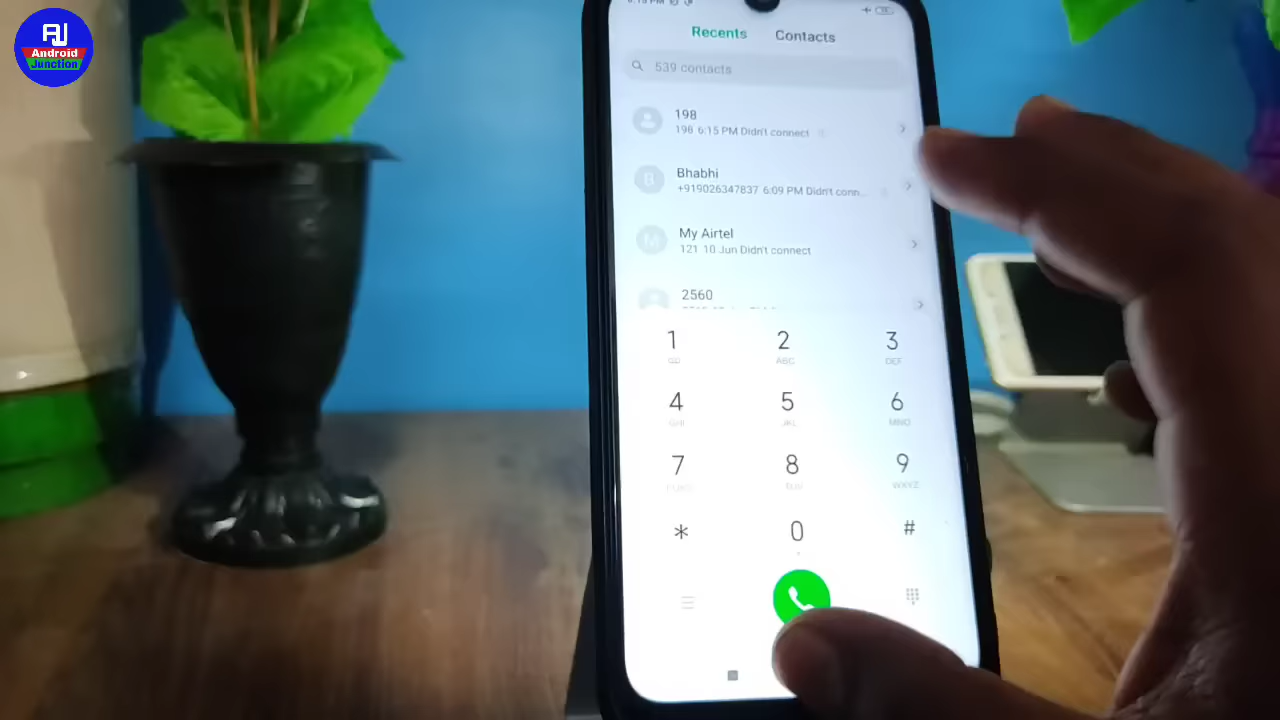 AJ
Android
Junction
Recents Contacts
539 contacts
198
198 6:15 PM Didn't connect
Bhabhi
B
+919026347837 6:09 PM Didn't conn...
My Airtel
M
121 10 Jun Didn't connect
2560
1 2 3
ABC DEF
4 5 6
GHI JKL MNO
7 8 9
WXYZ
* 0 #